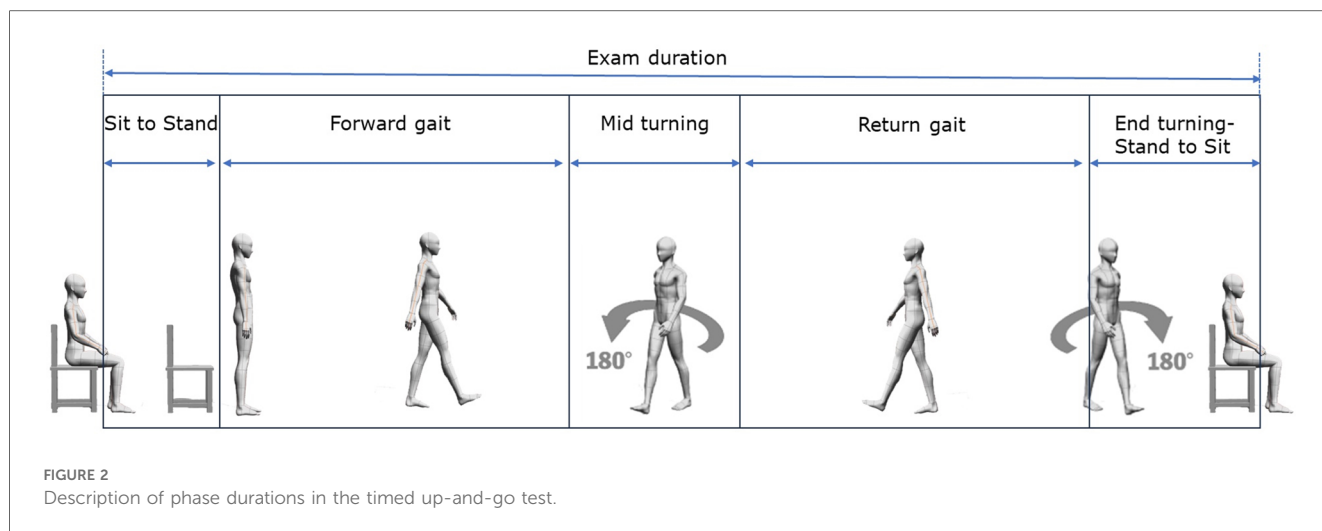 Exam duration
Sit to Stand
Forward gait
Mid turning
Return gait
End turning-
Stand to Sit
180°
180°
FIGURE 2
Description of phase durations in the timed up-and-go test.